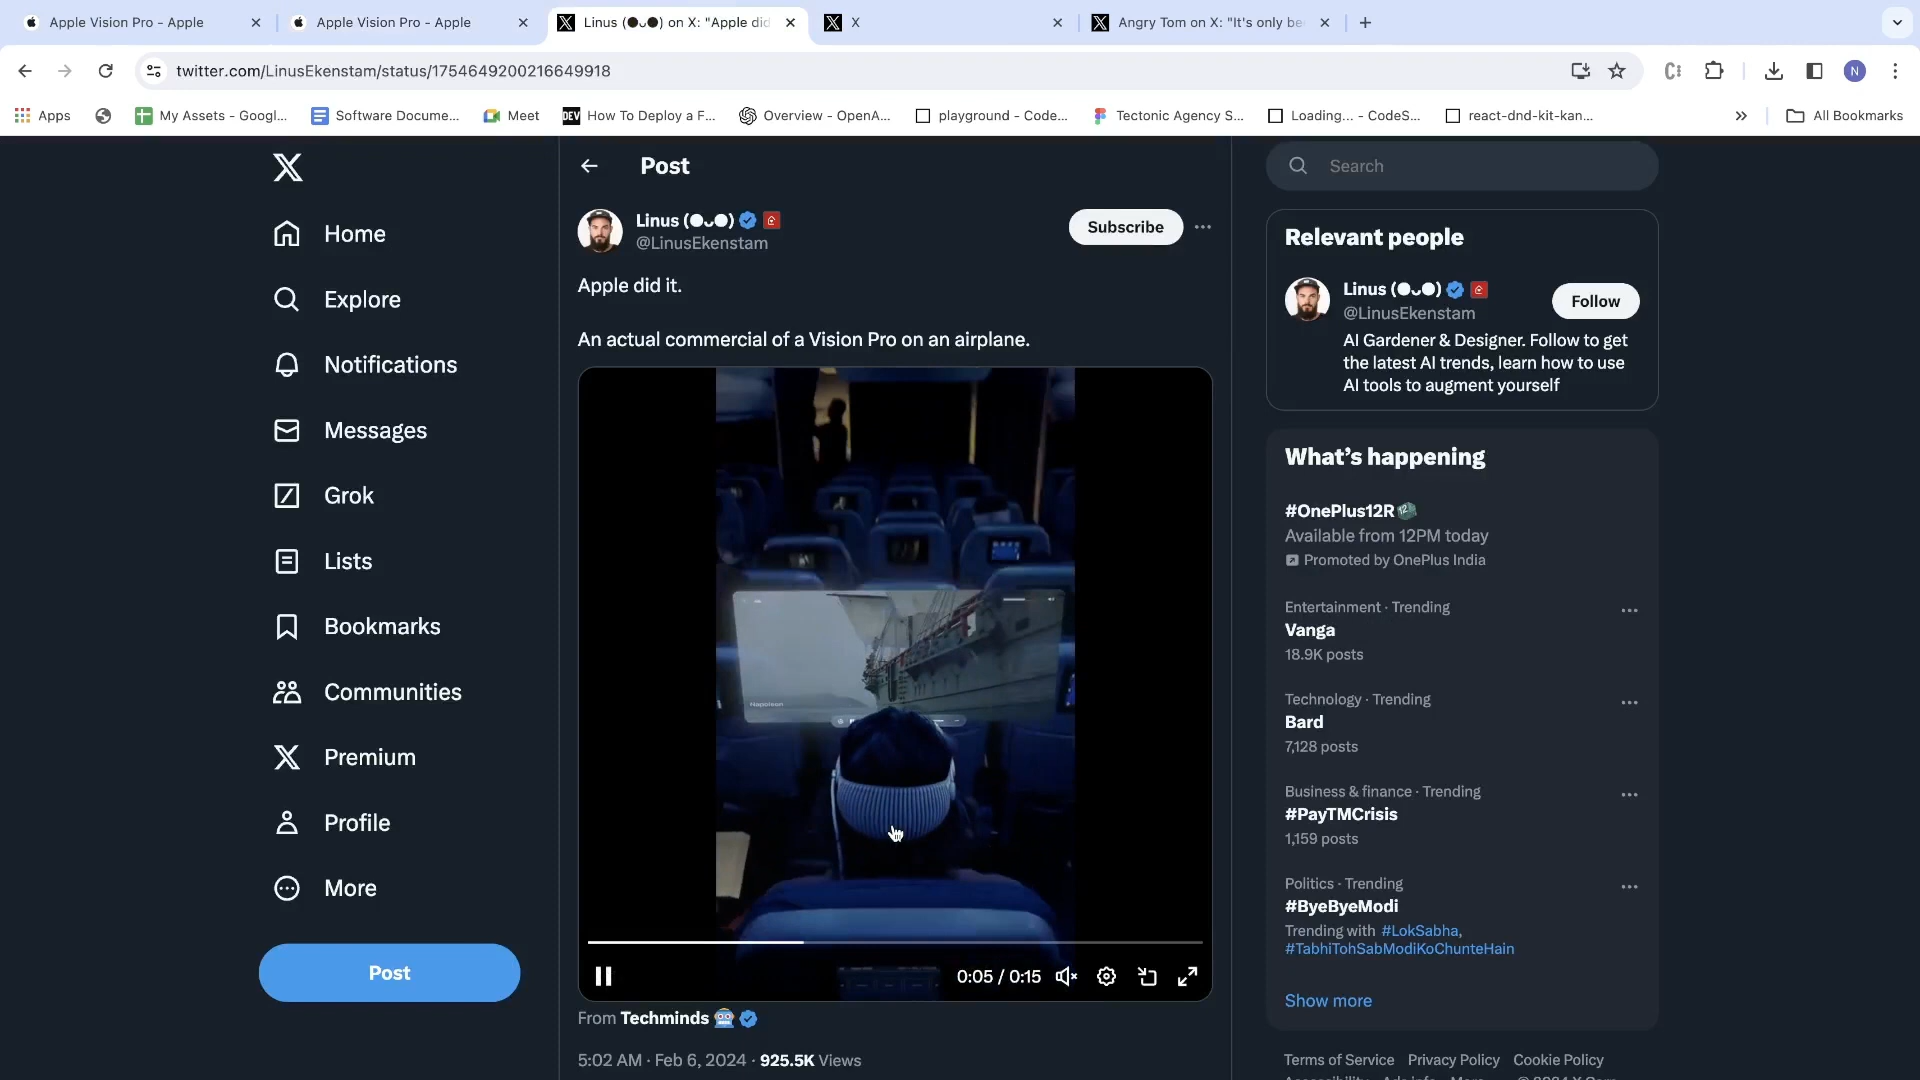 Apple Vision Pro - Apple
Apple Vision Pro - Apple
Linus (●ᴗ●) on X: "Apple did
X
Angry Tom on X: "It's only be
twitter.com/LinusEkenstam/status/1754649200216649918
N
Apps
My Assets - Googl...
Software Docume...
Meet
DEV
How To Deploy a F...
Overview - OpenA...
playground - Code...
Tectonic Agency S...
Loading... - CodeS...
react-dnd-kit-kan...
All Bookmarks
Home
Explore
Notifications
Messages
Grok
Lists
Bookmarks
Communities
Premium
Profile
More
Post
Post
Linus (●ᴗ●)
@LinusEkenstam
Subscribe
Apple did it.
An actual commercial of a Vision Pro on an airplane.
Napoleon
0:05 / 0:15
From Techminds
5:02 AM · Feb 6, 2024 · 925.5K Views
Search
Relevant people
Linus (●ᴗ●)
@LinusEkenstam
Follow
AI Gardener & Designer. Follow to get
the latest AI trends, learn how to use
AI tools to augment yourself
What's happening
#OnePlus12R
Available from 12PM today
Promoted by OnePlus India
Entertainment · Trending
Vanga
18.9K posts
Technology · Trending
Bard
7,128 posts
Business & finance · Trending
#PayTMCrisis
1,159 posts
Politics · Trending
#ByeByeModi
Trending with #LokSabha,
#TabhiTohSabModiKoChunteHain
Show more
Terms of Service Privacy Policy Cookie Policy